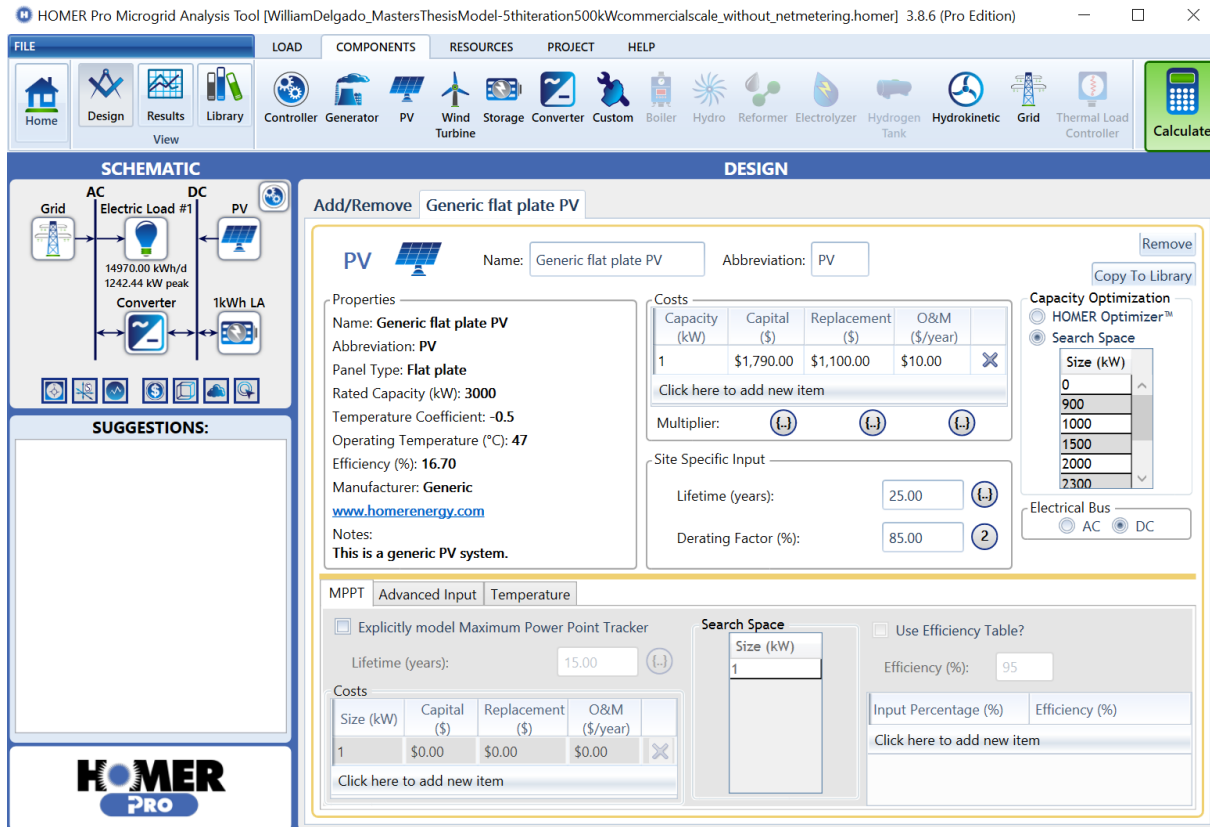 HOMER Pro Microgrid Analysis Tool [WilliamDelgado_MastersThesisModel-5thiteration500kWcommercialscale_without_netmetering.homer] 3.8.6 (Pro Edition)
FILE
LOAD COMPONENTS RESOURCES PROJECT HELP
Home
Design
Results
Library
View
Controller
Generator
PV
Wind
Turbine
Storage
Converter
Custom
Boiler
Hydro
Reformer
Electrolyzer
Hydrogen
Tank
Hydrokinetic
Grid
Thermal Load
Controller
Calculate
SCHEMATIC
AC DC
Grid
Electric Load #1
PV
14970.00 kWh/d
1242.44 kW peak
Converter
1kWh LA
SUGGESTIONS:
HOMER
PRO
DESIGN
Add/Remove
Generic flat plate PV
PV
Name: Generic flat plate PV
Abbreviation: PV
Remove
Copy To Library
Properties
Name: Generic flat plate PV
Abbreviation: PV
Panel Type: Flat plate
Rated Capacity (kW): 3000
Temperature Coefficient: -0.5
Operating Temperature (°C): 47
Efficiency (%): 16.70
Manufacturer: Generic
www.homerenergy.com
Notes:
This is a generic PV system.
Costs
Capacity
(kW)
Capital
($)
Replacement
($)
O&M
($/year)
1 $1,790.00 $1,100.00 $10.00
Click here to add new item
Multiplier: {..} {..} {..}
Site Specific Input
Lifetime (years): 25.00 {..}
Derating Factor (%): 85.00 2
Capacity Optimization
HOMER Optimizer™
Search Space
Size (kW)
0
900
1000
1500
2000
2300
Electrical Bus
AC DC
MPPT
Advanced Input
Temperature
Explicitly model Maximum Power Point Tracker
Lifetime (years): 15.00 {..}
Costs
Size (kW)
Capital
($)
Replacement
($)
O&M
($/year)
1 $0.00 $0.00 $0.00
Click here to add new item
Search Space
Size (kW)
1
Use Efficiency Table?
Efficiency (%): 95
Input Percentage (%) Efficiency (%)
Click here to add new item